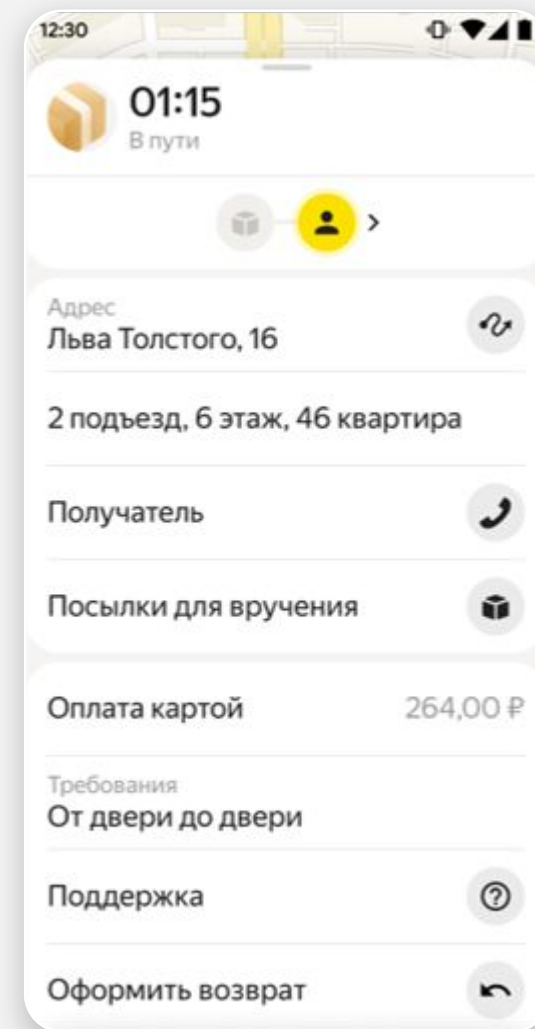 12:30
01:15
В пути
Адрес
Льва Толстого, 16
2 подъезд, 6 этаж, 46 квартира
Получатель
Посылки для вручения
Оплата картой 264,00 ₽
Требования
От двери до двери
Поддержка
Оформить возврат